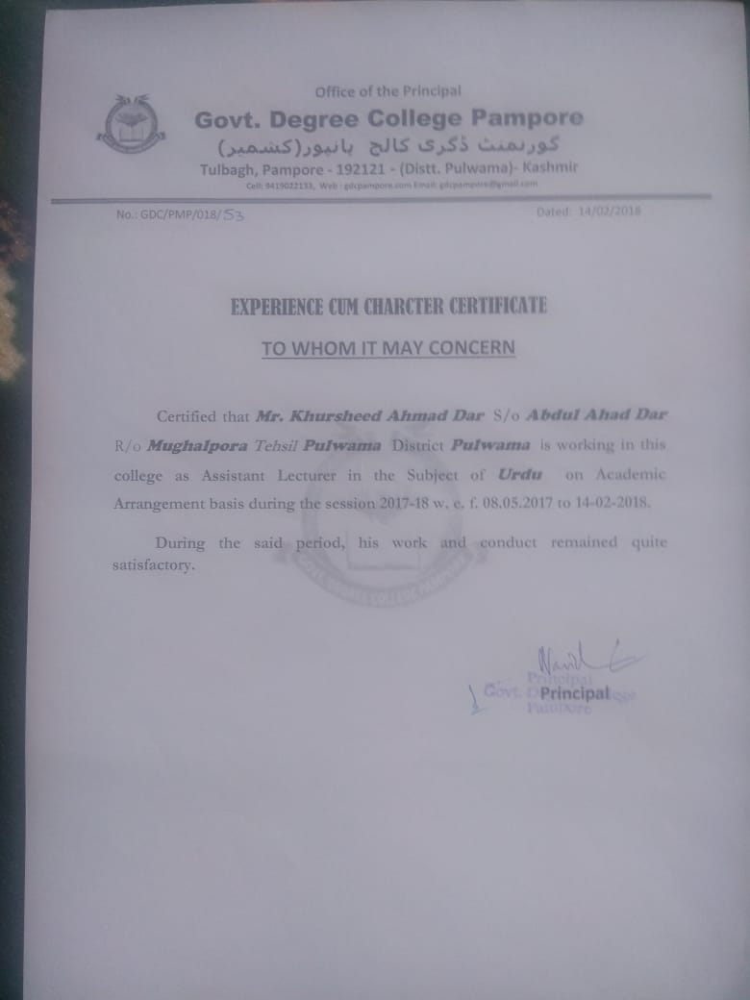 Office of the Principal
Govt. Degree College Pampore
گورنمنٹ ڈگری کالج پانپور(کشمیر)
Tulbagh, Pampore - 192121 - (Distt. Pulwama)- Kashmir
Cell: 9419022133, Web : gdcpampore.com Email: gdcpampore@gmail.com
No.: GDC/PMP/018/53
Dated: 14/02/2018
EXPERIENCE CUM CHARCTER CERTIFICATE
TO WHOM IT MAY CONCERN
Certified that Mr. Khursheed Ahmad Dar S/o Abdul Ahad Dar
R/o Mughalpora Tehsil Pulwama District Pulwama is working in this
college as Assistant Lecturer in the Subject of Urdu on Academic
Arrangement basis during the session 2017-18 w. e. f. 08.05.2017 to 14-02-2018.
During the said period, his work and conduct remained quite
satisfactory.
GOVT. DEGREE COLLEGE PAMPORE
Principal
Govt. D
Principal
Pampore